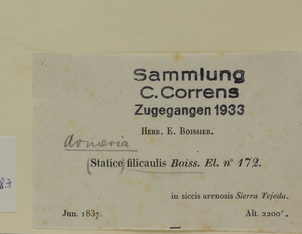 Sammlung
C. Correns
Zugegangen 1933
Herb. E. Boissier.
Armeria
(Statice) filicaulis Boiss. El. n° 172.
in siccis arenosis Sierra Tejeda.
Jun. 1837. Alt. 2200'.